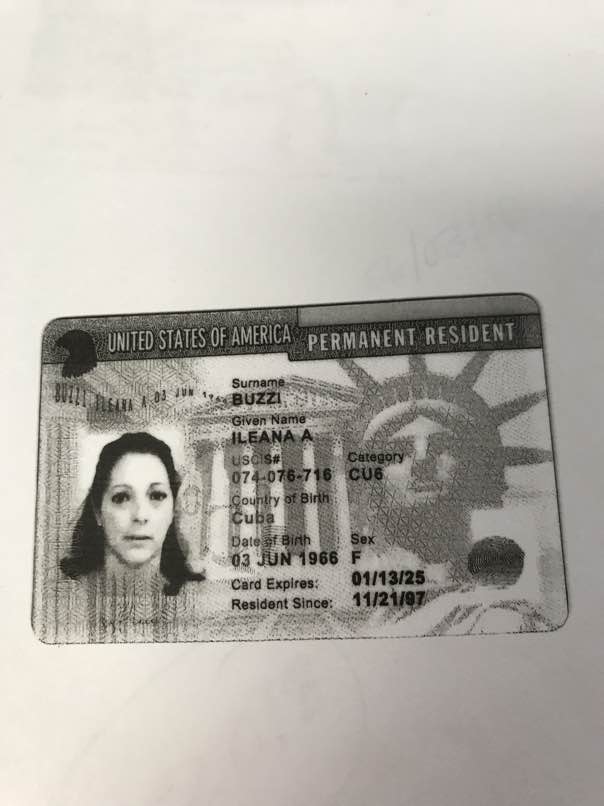 UNITED STATES OF AMERICA PERMANENT RESIDENT
BUZZI ILEANA A 03 JUN
Surname
BUZZI
Given Name
ILEANA A
USCIS# Category
074-076-716 CU6
Country of Birth
Cuba
Date of Birth Sex
03 JUN 1966 F
Card Expires: 01/13/25
Resident Since: 11/21/97